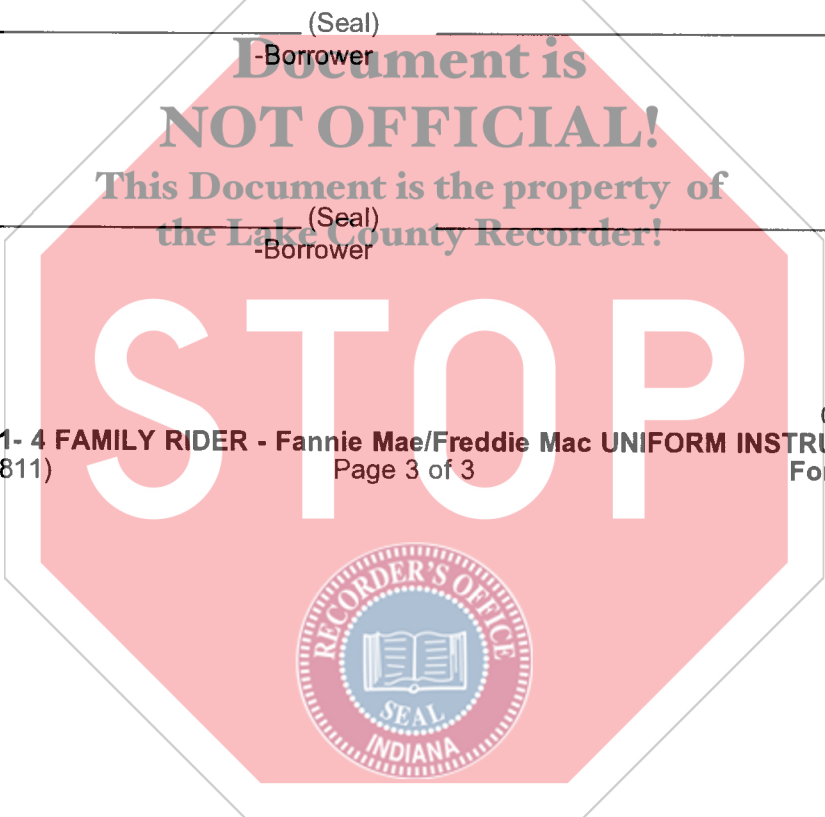 (Seal)
-Borrower
Document is
NOT OFFICIAL!
This Document is the property of
(Seal)
the Lake County Recorder!
-Borrower
STOP
1- 4 FAMILY RIDER - Fannie Mae/Freddie Mac UNIFORM INSTRU
811) Page 3 of 3 For
RECORDER'S OFFICE
SEAL
INDIANA